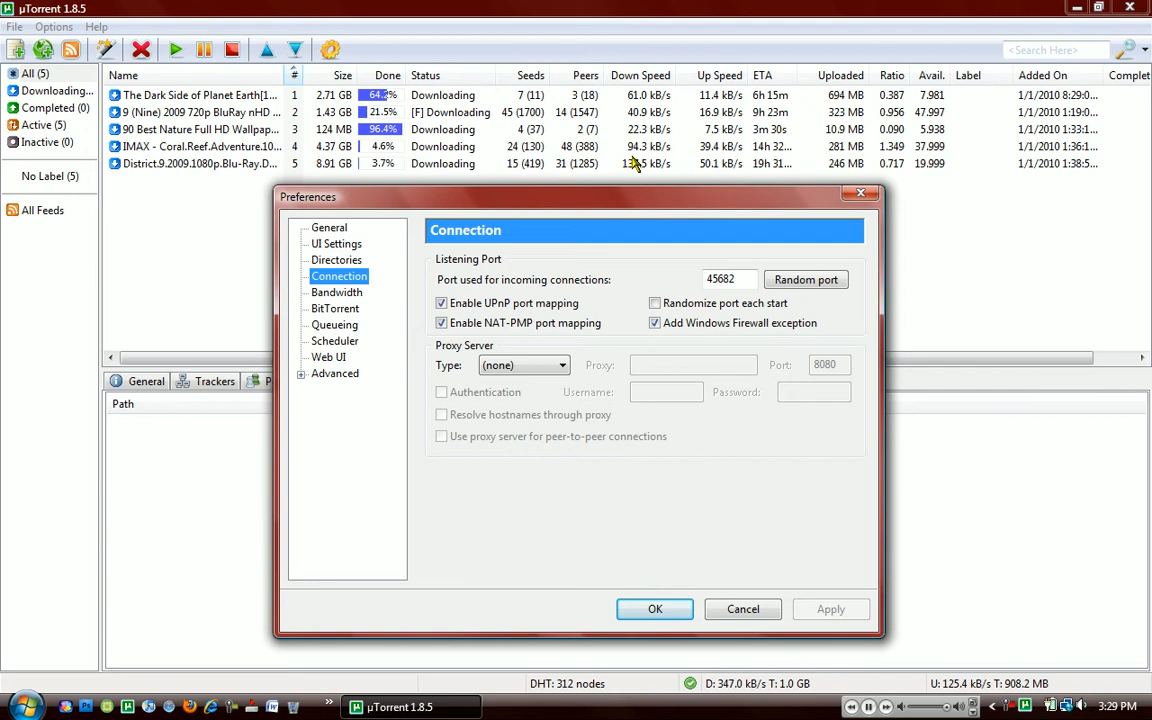 µTorrent 1.8.5
File Options Help
<Search Here>
All (5)
Downloading...
Completed (0)
Active (5)
Inactive (0)
No Label (5)
All Feeds
Name # Size Done Status Seeds Peers Down Speed Up Speed ETA Uploaded Ratio Avail. Label Added On Complet
The Dark Side of Planet Earth[1... 1 2.71 GB 64.2% Downloading 7 (11) 3 (18) 61.0 kB/s 11.4 kB/s 6h 15m 694 MB 0.387 7.981 1/1/2010 8:29:0...
9 (Nine) 2009 720p BluRay nHD ... 2 1.43 GB 21.5% [F] Downloading 45 (1700) 14 (1547) 40.9 kB/s 16.9 kB/s 9h 23m 323 MB 0.956 47.997 1/1/2010 1:19:0...
90 Best Nature Full HD Wallpap... 3 124 MB 96.4% Downloading 4 (37) 2 (7) 22.3 kB/s 7.5 kB/s 3m 30s 10.9 MB 0.090 5.938 1/1/2010 1:33:1...
IMAX - Coral.Reef.Adventure.10... 4 4.37 GB 4.6% Downloading 24 (130) 48 (388) 94.3 kB/s 39.4 kB/s 14h 32... 281 MB 1.349 37.999 1/1/2010 1:36:1...
District.9.2009.1080p.Blu-Ray.D... 5 8.91 GB 3.7% Downloading 15 (419) 31 (1285) kB/s 50.1 kB/s 19h 31... 246 MB 0.717 19.999 1/1/2010 1:38:5...
Preferences
General
UI Settings
Directories
Connection
Bandwidth
BitTorrent
Queueing
Scheduler
Web UI
Advanced
Connection
Listening Port
Port used for incoming connections: 45682 Random port
Enable UPnP port mapping Randomize port each start
Enable NAT-PMP port mapping Add Windows Firewall exception
Proxy Server
Type: (none) Proxy: Port: 8080
Authentication Username: Password:
Resolve hostnames through proxy
Use proxy server for peer-to-peer connections
OK Cancel Apply
General Trackers P
Path
DHT: 312 nodes D: 347.0 kB/s T: 1.0 GB U: 125.4 kB/s T: 908.2 MB
µTorrent 1.8.5 3:29 PM